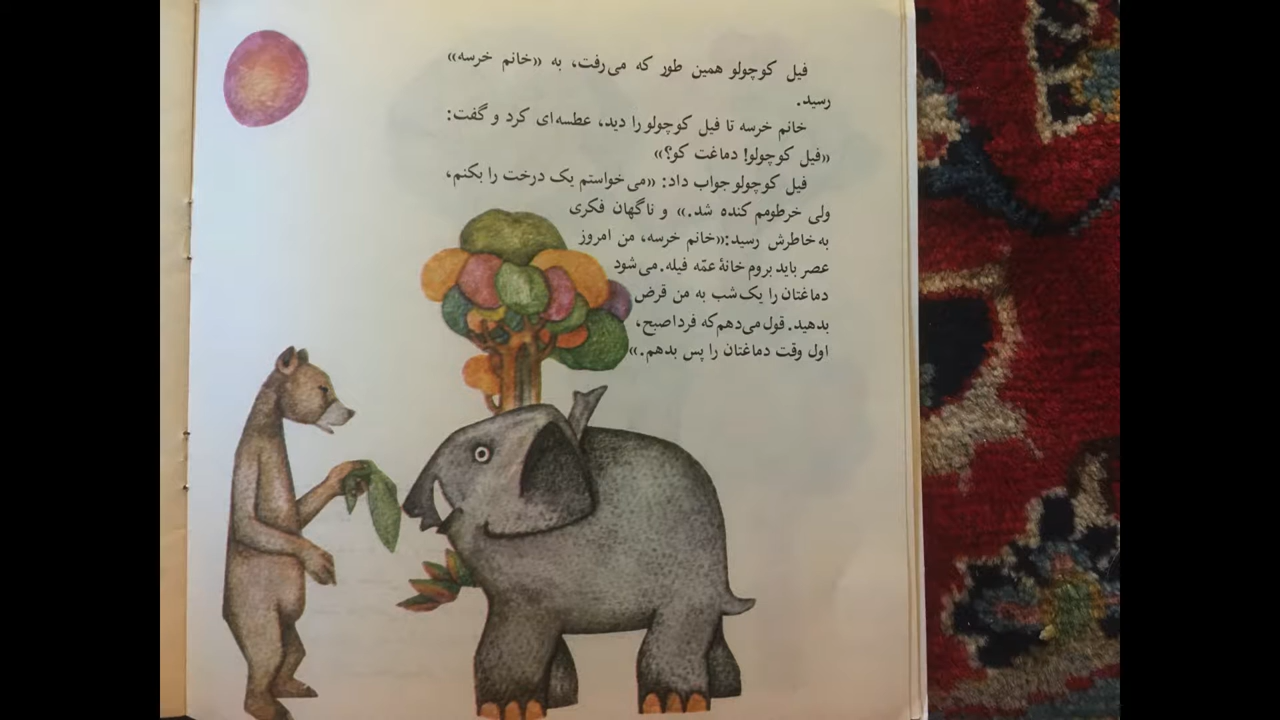 فیل کوچولو همین طور که می‌رفت، به «خانم خرسه»
رسید.
خانم خرسه تا فیل کوچولو را دید، عطسه‌ای کرد و گفت:
«فیل کوچولو! دماغت کو؟»
فیل کوچولو جواب داد: «می‌خواستم یک درخت را بکنم،
ولی خرطومم کنده شد.» و ناگهان فکری
به خاطرش رسید:«خانم خرسه، من امروز
عصر باید بروم خانهٔ عمّه فیله. می‌شود
دماغتان را یک شب به من قرض
بدهید. قول می‌دهم که فردا صبح،
اول وقت دماغتان را پس بدهم.»